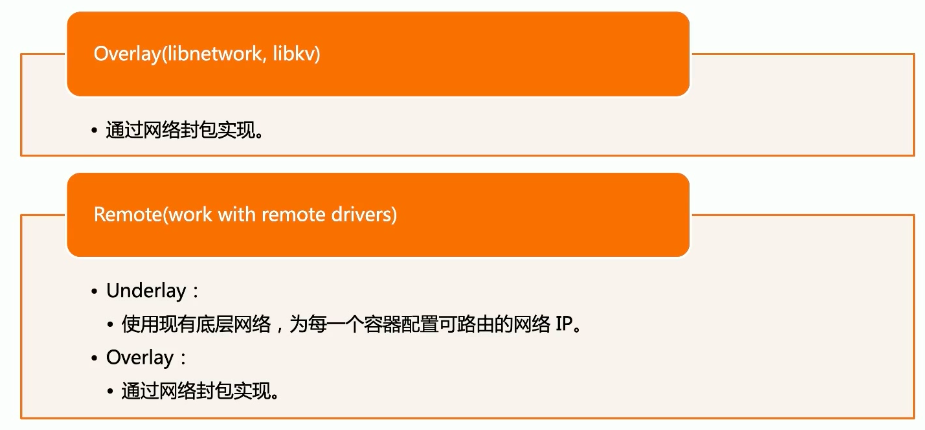 Overlay(libnetwork, libkv)
• 通过网络封包实现。
Remote(work with remote drivers)
• Underlay：
• 使用现有底层网络，为每一个容器配置可路由的网络 IP。
• Overlay：
• 通过网络封包实现。